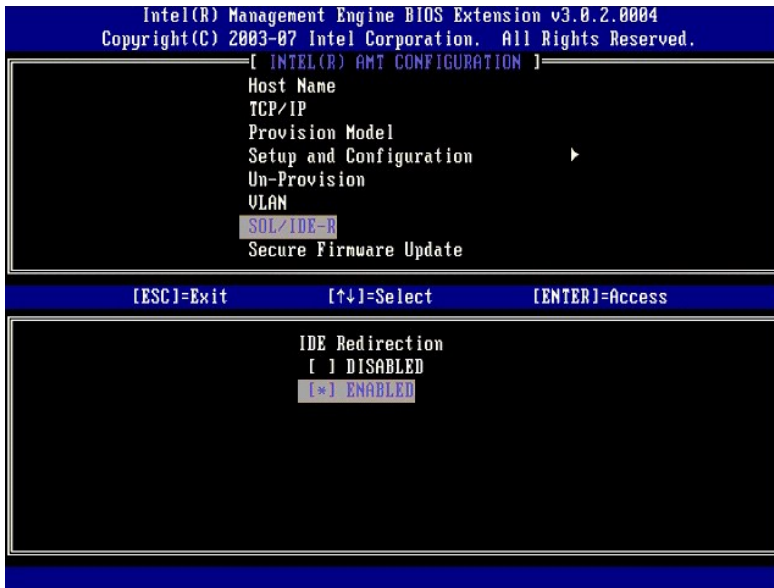 Intel(R) Management Engine BIOS Extension v3.0.2.0004
Copyright(C) 2003-07 Intel Corporation. All Rights Reserved.
[ INTEL(R) AMT CONFIGURATION ]
Host Name
TCP/IP
Provision Model
Setup and Configuration
Un-Provision
VLAN
SOL/IDE-R
Secure Firmware Update
[ESC]=Exit [↑↓]=Select [ENTER]=Access
IDE Redirection
[ ] DISABLED
[*] ENABLED